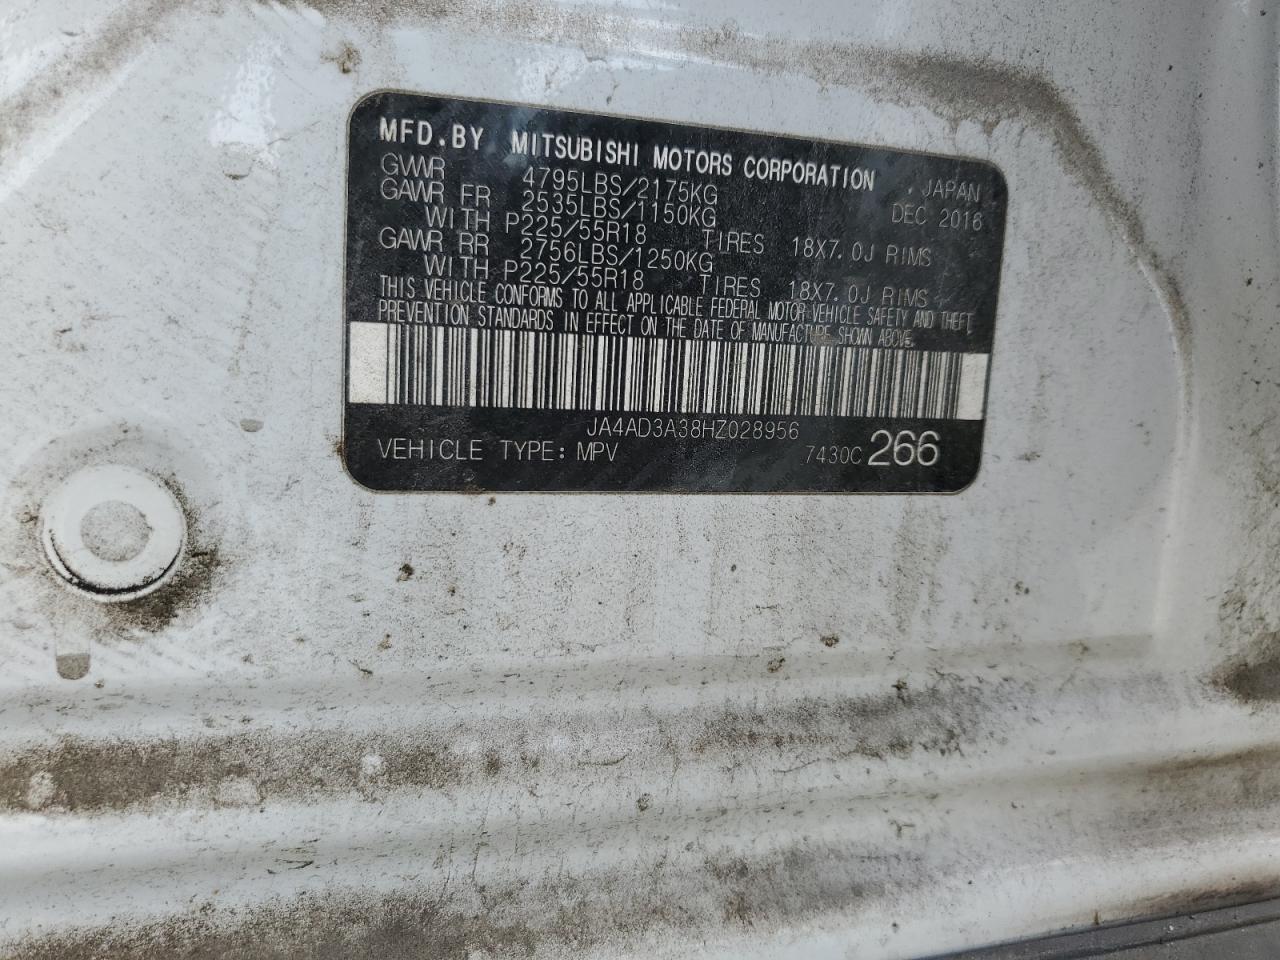 MFD.BY MITSUBISHI MOTORS CORPORATION , JAPAN
GVWR 4795LBS/2175KG DEC 2016
GAWR FR 2535LBS/1150KG
WITH P225/55R18 TIRES 18X7.0J RIMS
GAWR RR 2756LBS/1250KG
WITH P225/55R18 TIRES 18X7.0J RIMS
THIS VEHICLE CONFORMS TO ALL APPLICABLE FEDERAL MOTOR VEHICLE SAFETY AND THEFT
PREVENTION STANDARDS IN EFFECT ON THE DATE OF MANUFACTURE SHOWN ABOVE.
JA4AD3A38HZ028956
VEHICLE TYPE: MPV 7430C 266